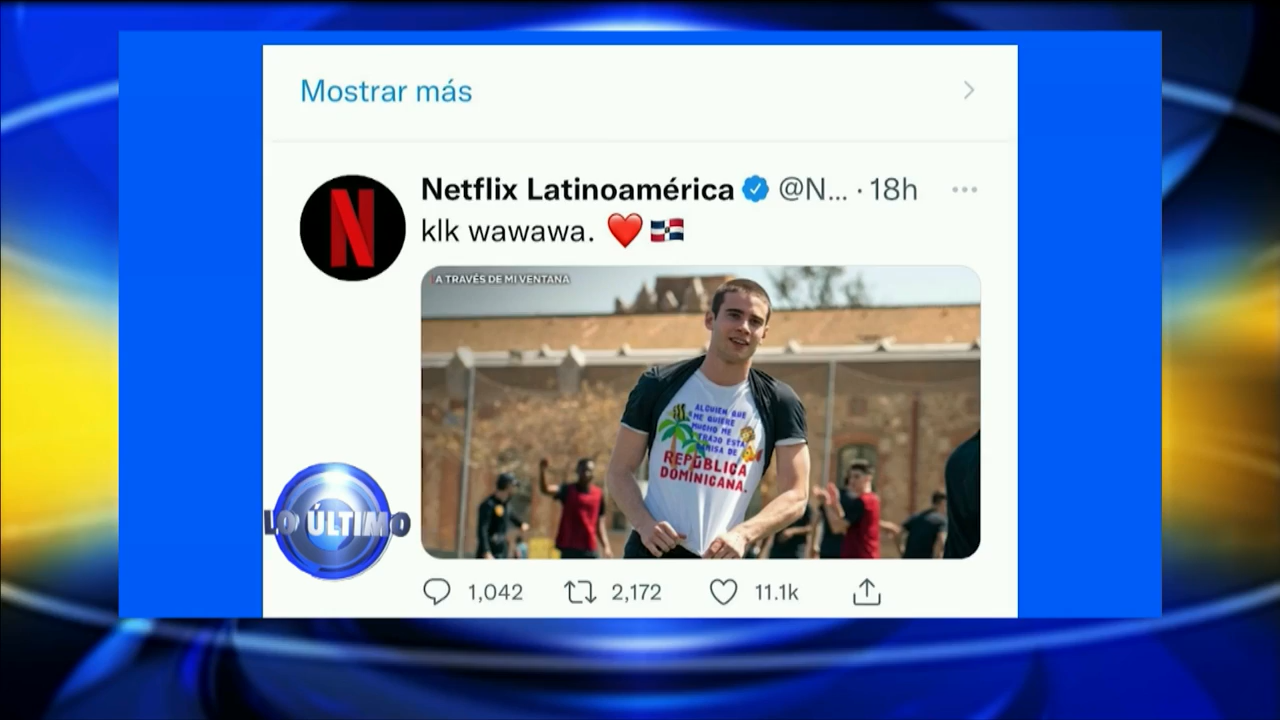 Mostrar más
Netflix Latinoamérica @N... · 18h
klk wawawa.
A TRAVÉS DE MI VENTANA
ALGUIEN QUE
ME QUIERE
MUCHO ME
TRAJO ESTA
CAMISA DE
REPÚBLICA
DOMINICANA.
LO ÚLTIMO
1,042 2,172 11.1k